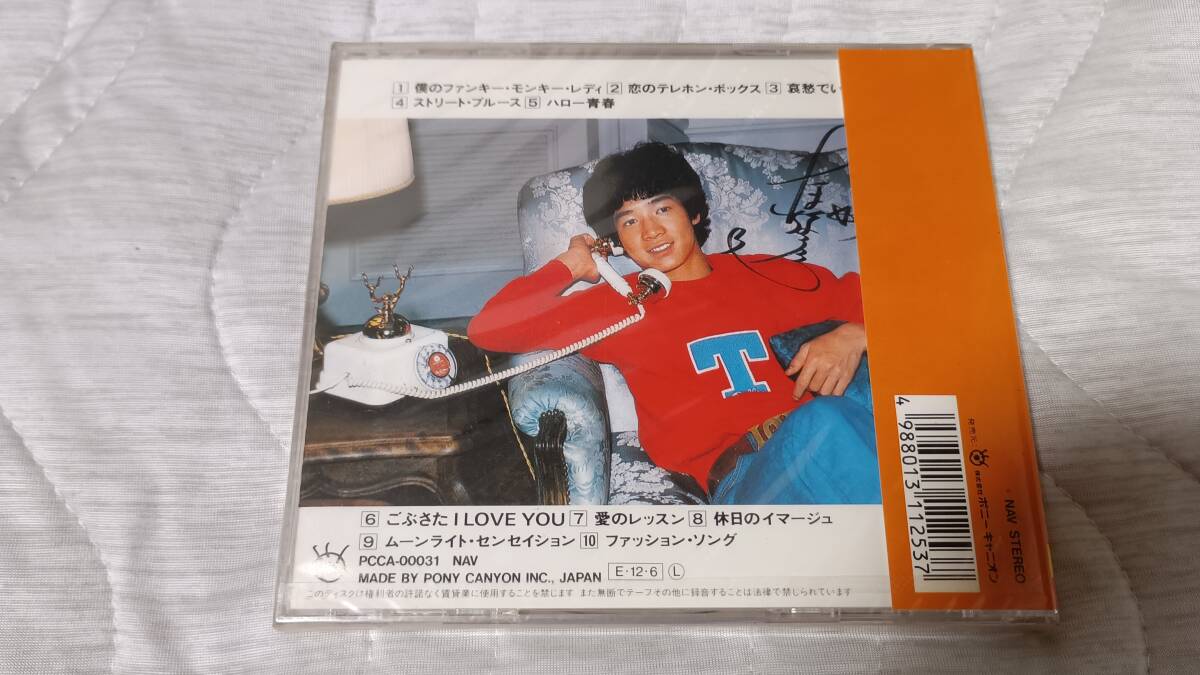 1 僕のファンキー・モンキー・レディ 2 恋のテレホン・ボックス 3 哀愁でい
4 ストリート・ブルース 5 ハロー青春
T
6 ごぶさた I LOVE YOU 7 愛のレッスン 8 休日のイマージュ
9 ムーンライト・センセイション 10 ファッション・ソング
PCCA-00031 NAV
MADE BY PONY CANYON INC., JAPAN E・12・6 L
このディスクは権利者の許諾なく賃貸業に使用することを禁じます また無断でテープその他に録音することは法律で禁じられています
4 988013 112537
発売元:
株式会社 ポニーキャニオン
・NAV STEREO